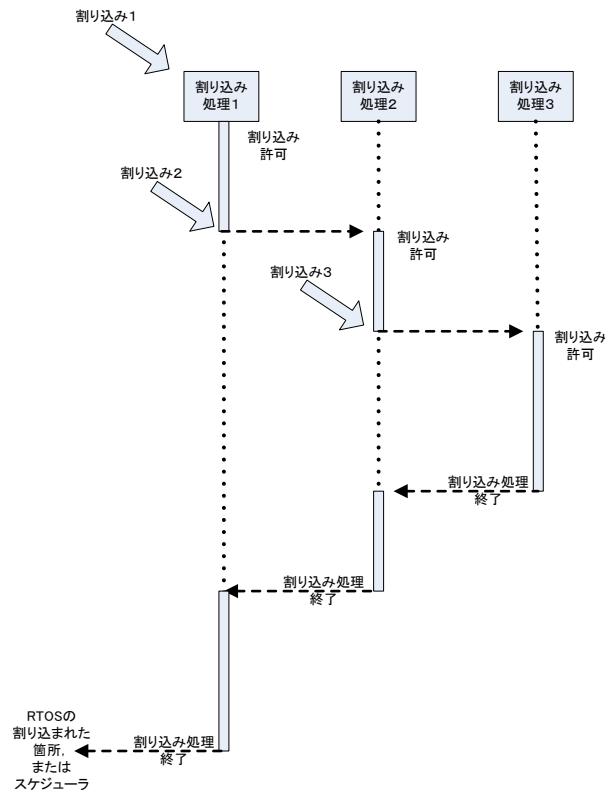 割り込み1
割り込み
処理1
割り込み
処理2
割り込み
処理3
割り込み
許可
割り込み2
割り込み
許可
割り込み3
割り込み
許可
割り込み処理
終了
割り込み処理
終了
RTOSの
割り込まれた
箇所,
または
スケジューラ
割り込み処理
終了